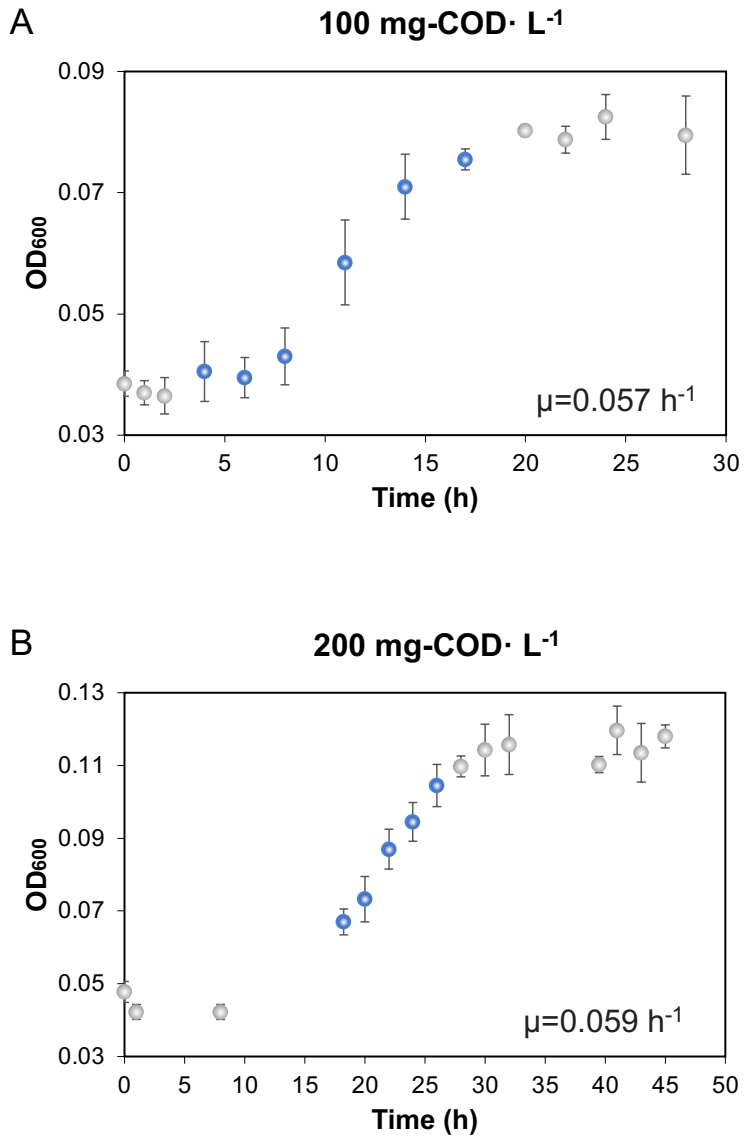 A
100 mg-COD· L-1
0.09
0.07
0.05
0.03
OD600
μ=0.057 h-1
0 5 10 15 20 25 30
Time (h)
B
200 mg-COD· L-1
0.13
0.11
0.09
0.07
0.05
0.03
OD600
μ=0.059 h-1
0 5 10 15 20 25 30 35 40 45 50
Time (h)